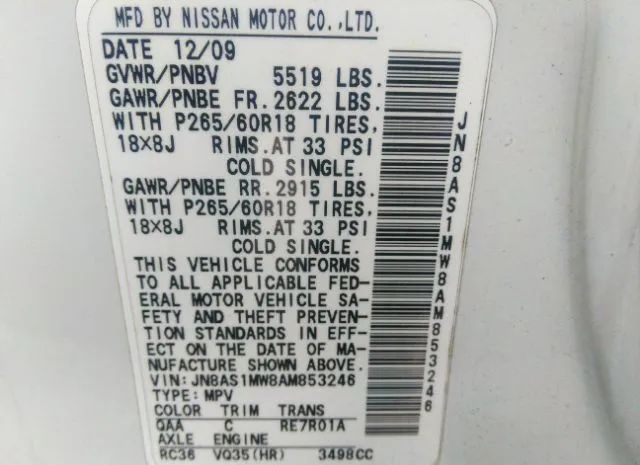 MFD BY NISSAN MOTOR CO.,LTD.
DATE 12/09
GVWR/PNBV 5519 LBS.
GAWR/PNBE FR.2622 LBS.
WITH P265/60R18 TIRES,
18×8J RIMS.AT 33 PSI
COLD SINGLE.
GAWR/PNBE RR.2915 LBS.
WITH P265/60R18 TIRES,
18×8J RIMS.AT 33 PSI
COLD SINGLE.
THIS VEHICLE CONFORMS
TO ALL APPLICABLE FED-
ERAL MOTOR VEHICLE SA-
FETY AND THEFT PREVEN-
TION STANDARDS IN EFF-
ECT ON THE DATE OF MA-
NUFACTURE SHOWN ABOVE.
VIN: JN8AS1MW8AM853246
TYPE: MPV
COLOR TRIM TRANS
QAA C RE7R01A
AXLE ENGINE
RC36 VQ35(HR) 3498CC
JN8AS1MW8AM853246